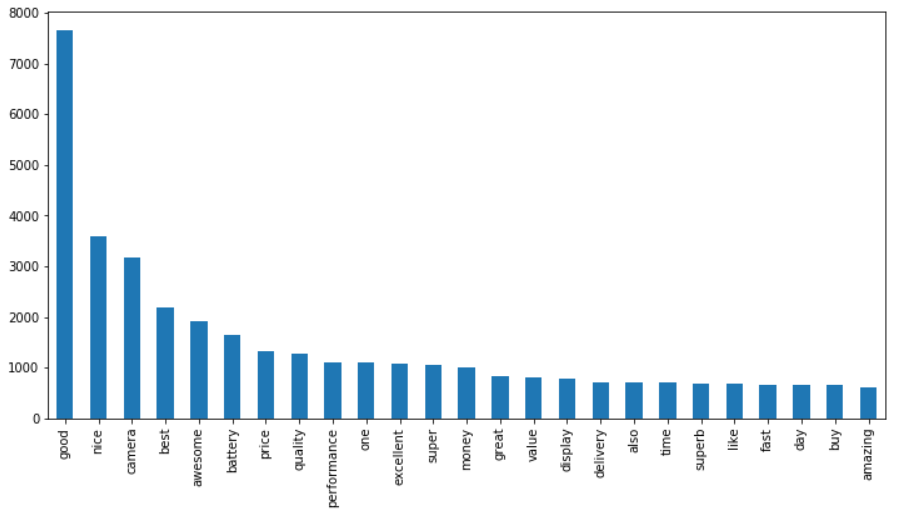 8000
7000
6000
5000
4000
3000
2000
1000
0
good
nice
camera
best
awesome
battery
price
quality
performance
one
excellent
super
money
great
value
display
delivery
also
time
superb
like
fast
day
buy
amazing